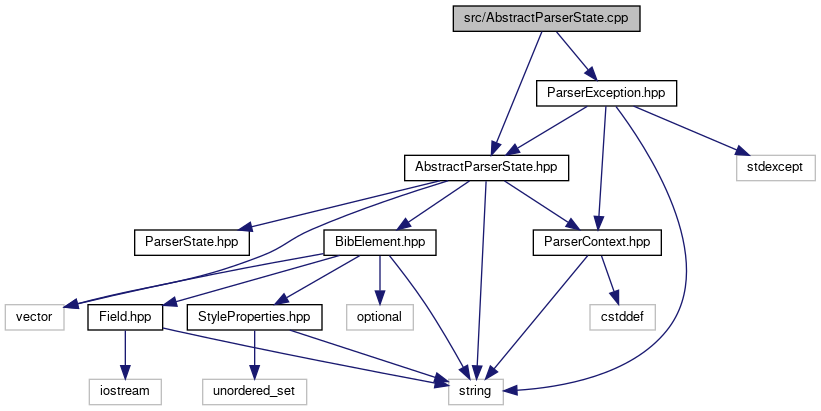 src/AbstractParserState.cpp
ParserException.hpp
AbstractParserState.hpp
stdexcept
ParserState.hpp
BibElement.hpp
ParserContext.hpp
vector
Field.hpp
StyleProperties.hpp
optional
cstddef
iostream
unordered_set
string